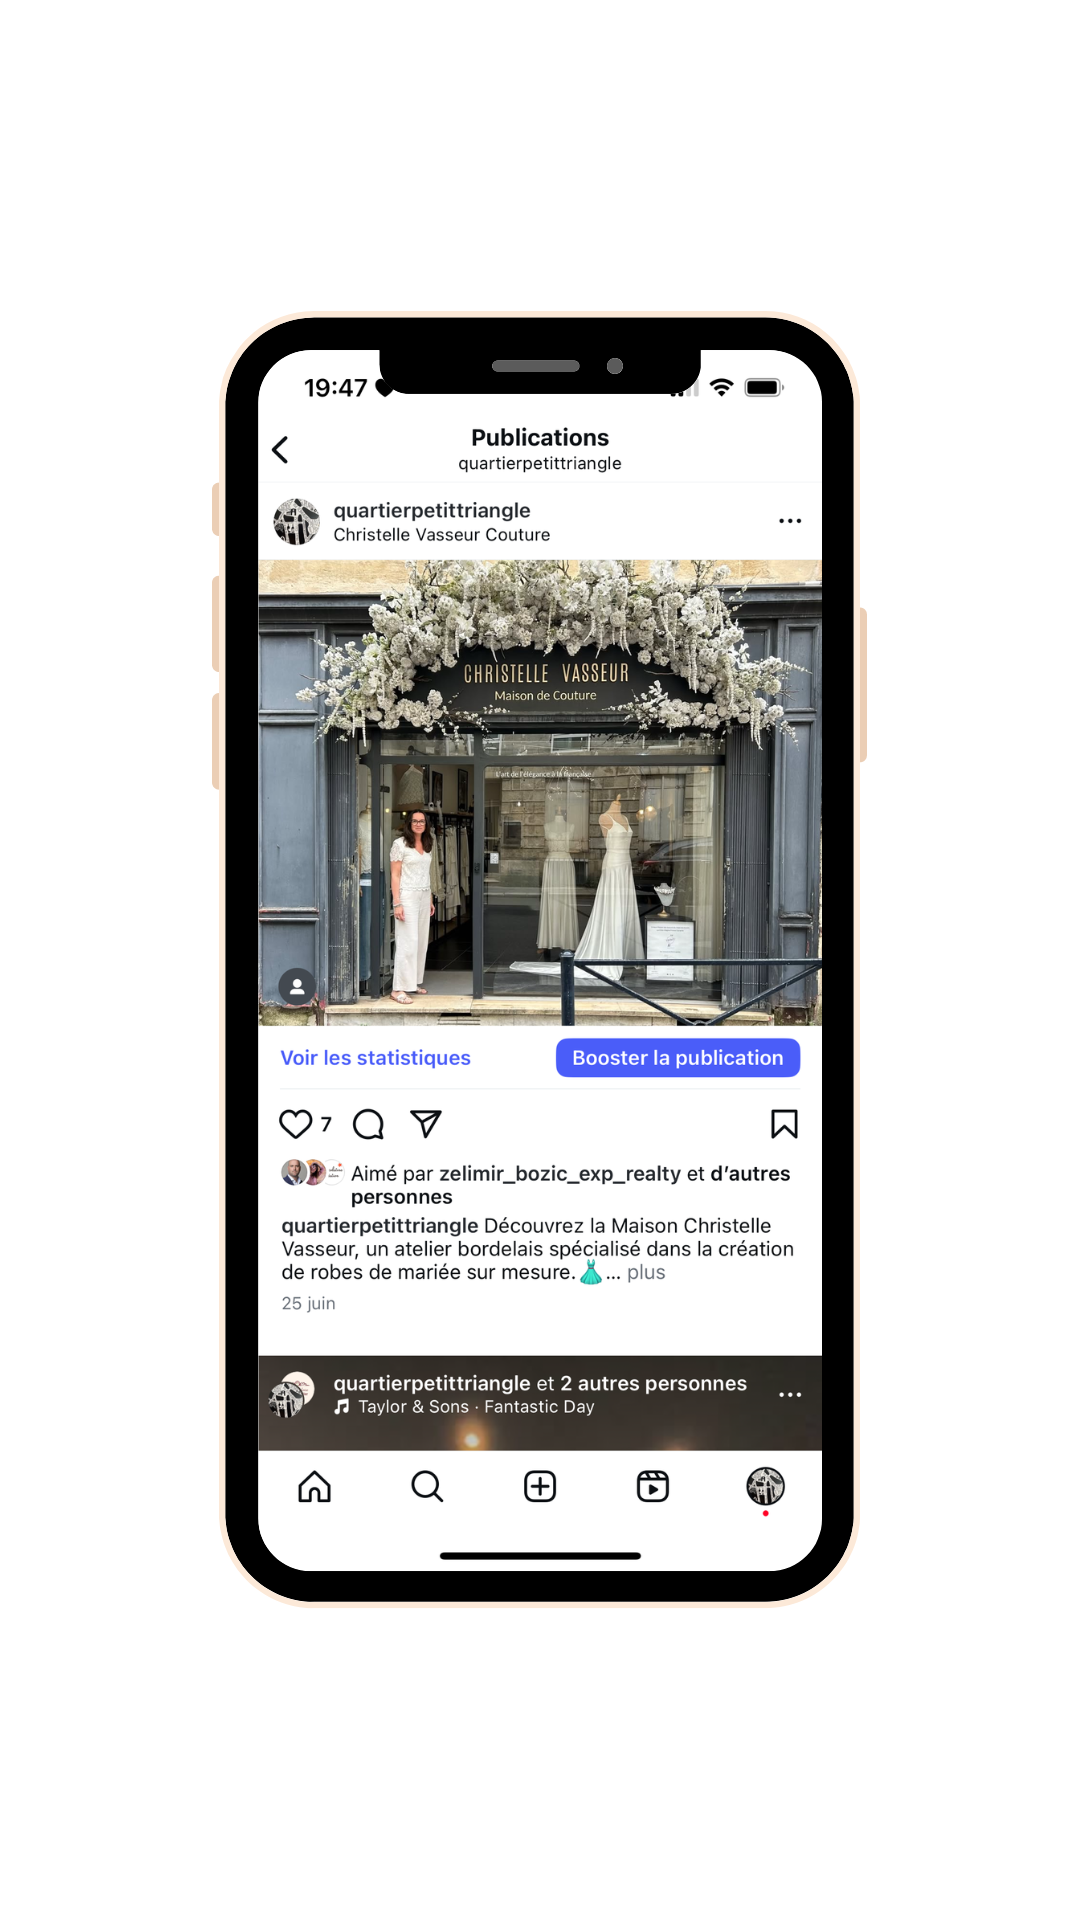 19:47
Publications
quartierpetittriangle
quartierpetittriangle
Christelle Vasseur Couture
CHRISTELLE VASSEUR
Maison de Couture
L'art de l'élégance à la française
Voir les statistiques
Booster la publication
7
Aimé par zelimir_bozic_exp_realty et d’autres
personnes
quartierpetittriangle Découvrez la Maison Christelle
Vasseur, un atelier bordelais spécialisé dans la création
de robes de mariée sur mesure.👗... plus
25 juin
quartierpetittriangle et 2 autres personnes
Taylor & Sons · Fantastic Day